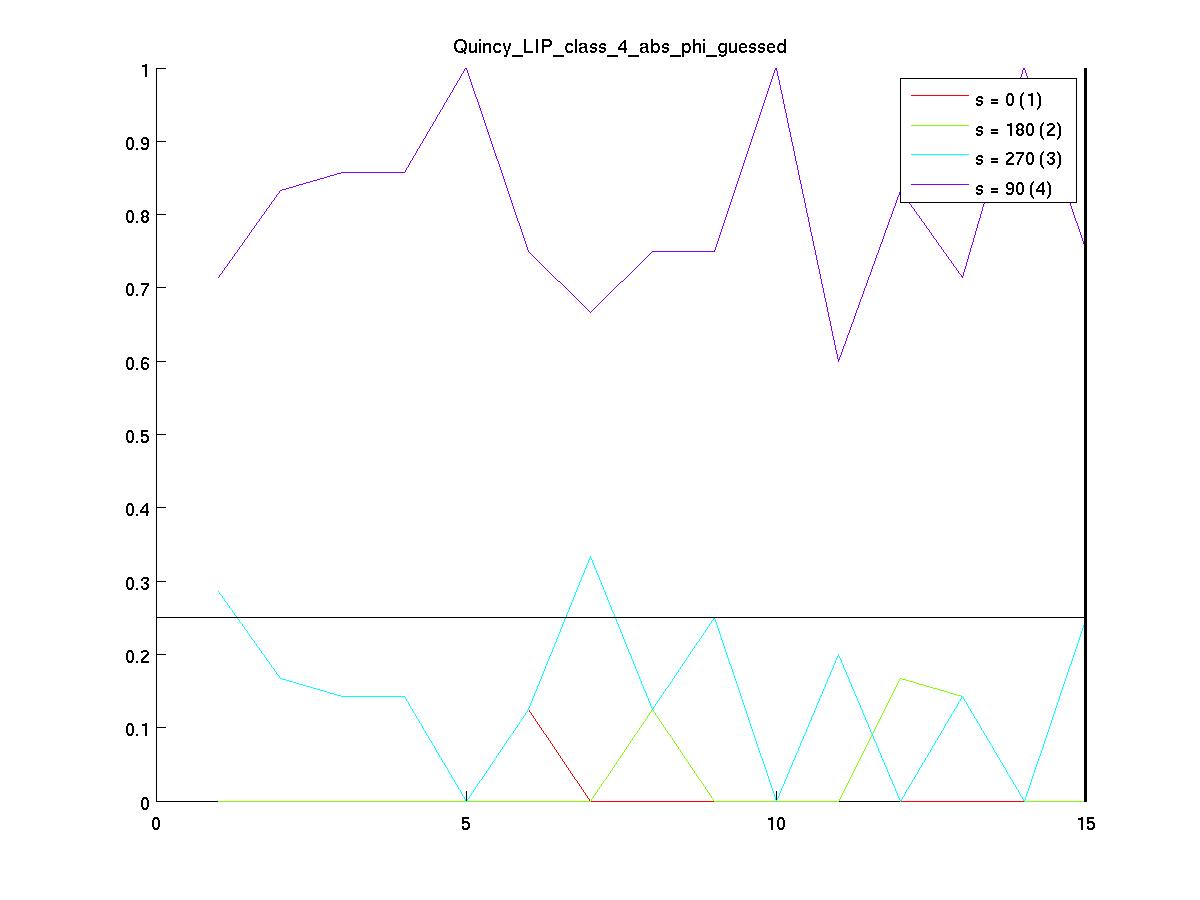 Quincy_LIP_class_4_abs_phi_guessed
1
0.9
0.8
0.7
0.6
0.5
0.4
0.3
0.2
0.1
0
s = 0 (1)
s = 180 (2)
s = 270 (3)
s = 90 (4)
0 5 10 15